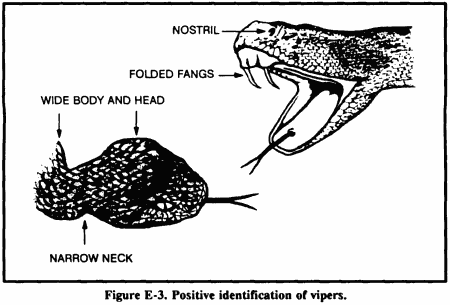 NOSTRIL
FOLDED FANGS
WIDE BODY AND HEAD
NARROW NECK
Figure E-3. Positive identification of vipers.